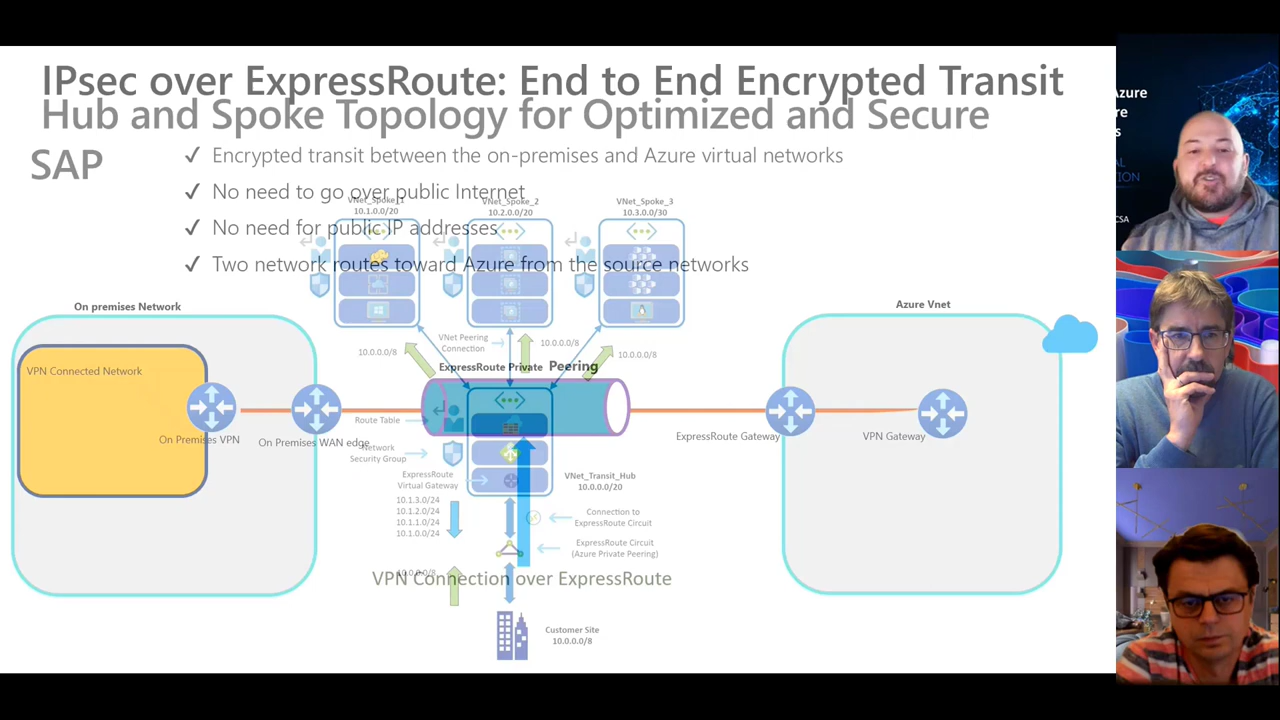 IPsec over ExpressRoute: End to End Encrypted Transit
Hub and Spoke Topology for Optimized and Secure
SAP
✓ Encrypted transit between the on-premises and Azure virtual networks
✓ No need to go over public Internet
✓ No need for public IP addresses
✓ Two network routes toward Azure from the source networks
VNet_Spoke_1
10.1.0.0/20
VNet_Spoke_2
10.2.0.0/20
VNet_Spoke_3
10.3.0.0/30
On premises Network
Azure Vnet
VNet Peering
Connection
10.0.0.0/8
10.0.0.0/8
10.0.0.0/8
ExpressRoute Private Peering
VPN Connected Network
Route Table
On Premises VPN
On Premises WAN edge
ExpressRoute Gateway
VPN Gateway
Network
Security Group
ExpressRoute
Virtual Gateway
VNet_Transit_Hub
10.0.0.0/20
10.1.3.0/24
10.1.2.0/24
10.1.1.0/24
10.1.0.0/24
Connection to
ExpressRoute Circuit
ExpressRoute Circuit
(Azure Private Peering)
10.0.0.0/8
VPN Connection over ExpressRoute
Customer Site
10.0.0.0/8
Azure
CSA